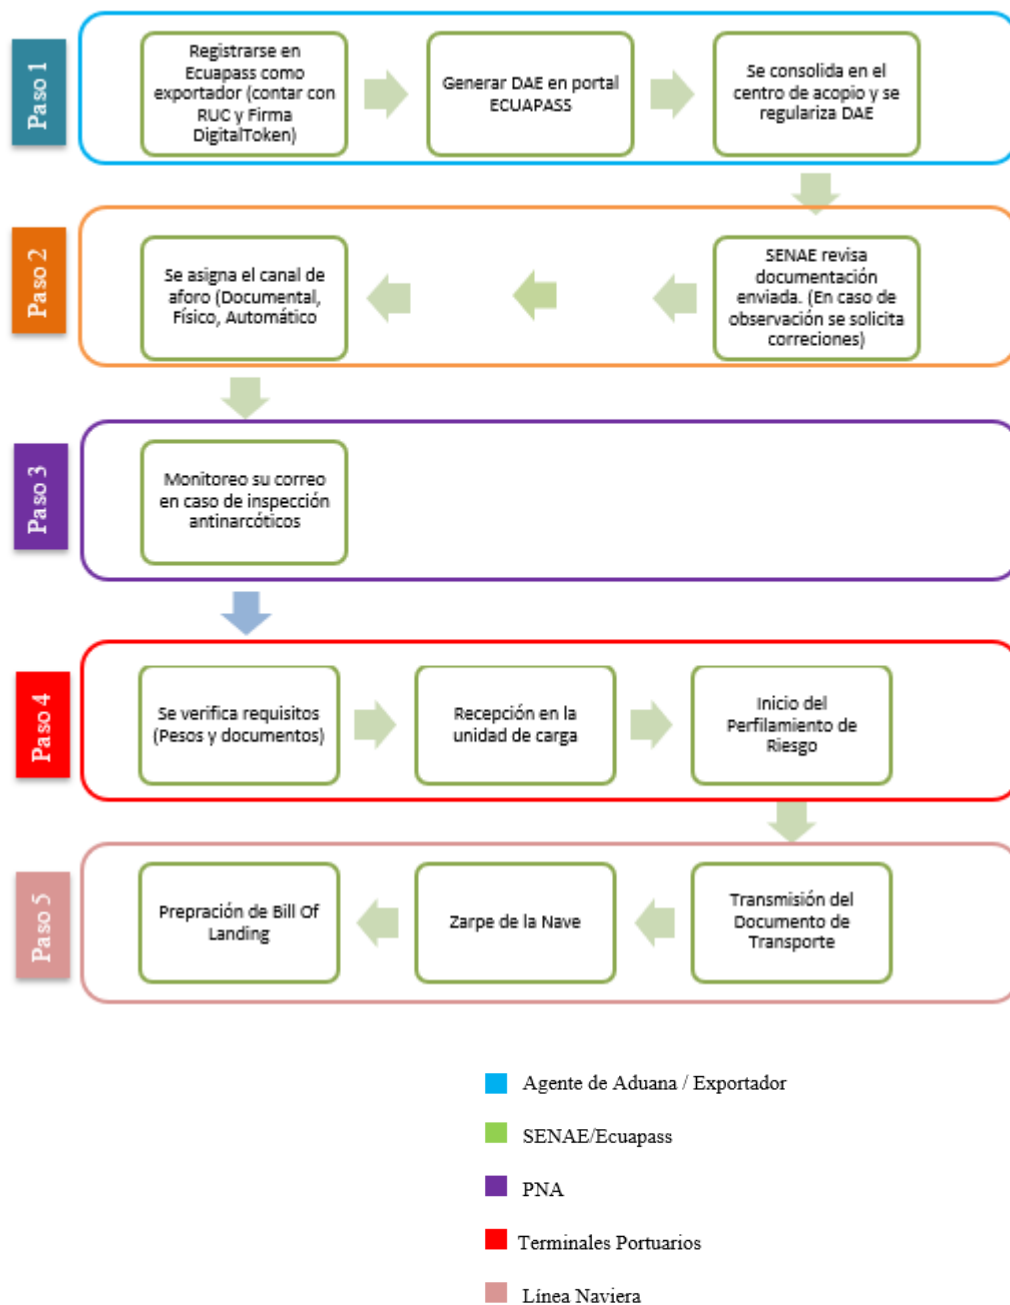 Paso 1
Registrarse en
Ecuapass como
exportador (contar con
RUC y Firma
DigitalToken)
Generar DAE en portal
ECUAPASS
Se consolida en el
centro de acopio y se
regulariza DAE
Paso 2
SENAE revisa
documentación
enviada. (En caso de
observación se solicita
correciones)
Se asigna el canal de
aforo (Documental,
Físico, Automático
Paso 3
Monitoreo su correo
en caso de inspección
antinarcóticos
Paso 4
Se verifica requisitos
(Pesos y documentos)
Recepción en la
unidad de carga
Inicio del
Perfilamiento de
Riesgo
Paso 5
Transmisión del
Documento de
Transporte
Zarpe de la Nave
Prepración de Bill Of
Landing
Agente de Aduana / Exportador
SENAE/Ecuapass
PNA
Terminales Portuarios
Línea Naviera